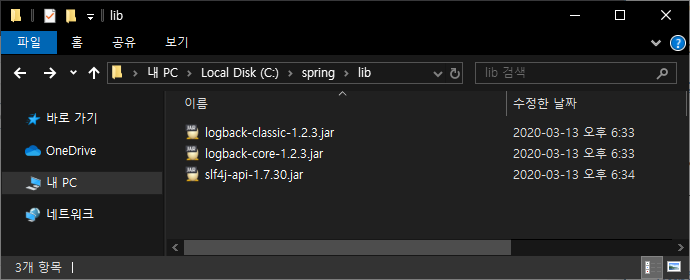 lib
파일 홈 공유 보기
내 PC Local Disk (C:) spring lib lib 검색
이름 수정한 날짜
바로 가기
OneDrive
내 PC
네트워크
logback-classic-1.2.3.jar 2020-03-13 오후 6:33
logback-core-1.2.3.jar 2020-03-13 오후 6:33
slf4j-api-1.7.30.jar 2020-03-13 오후 6:34
3개 항목